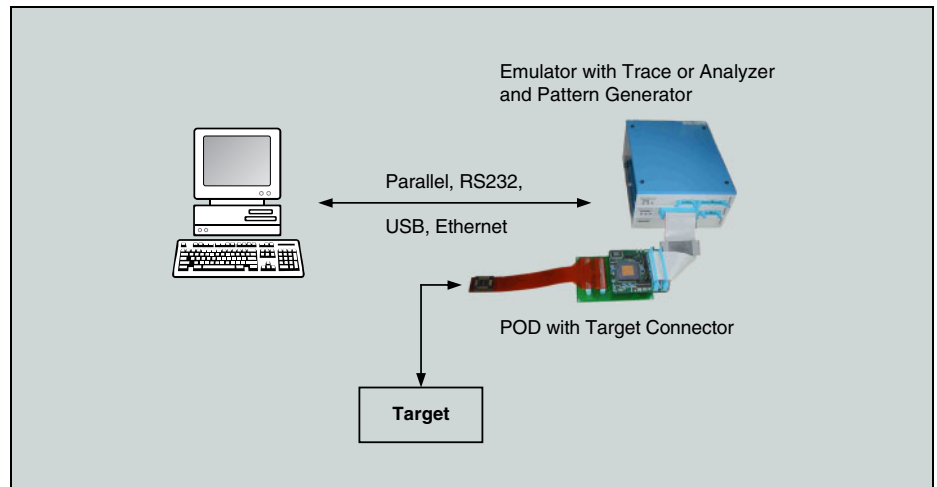 Emulator with Trace or Analyzer
and Pattern Generator
Parallel, RS232,
USB, Ethernet
POD with Target Connector
Target